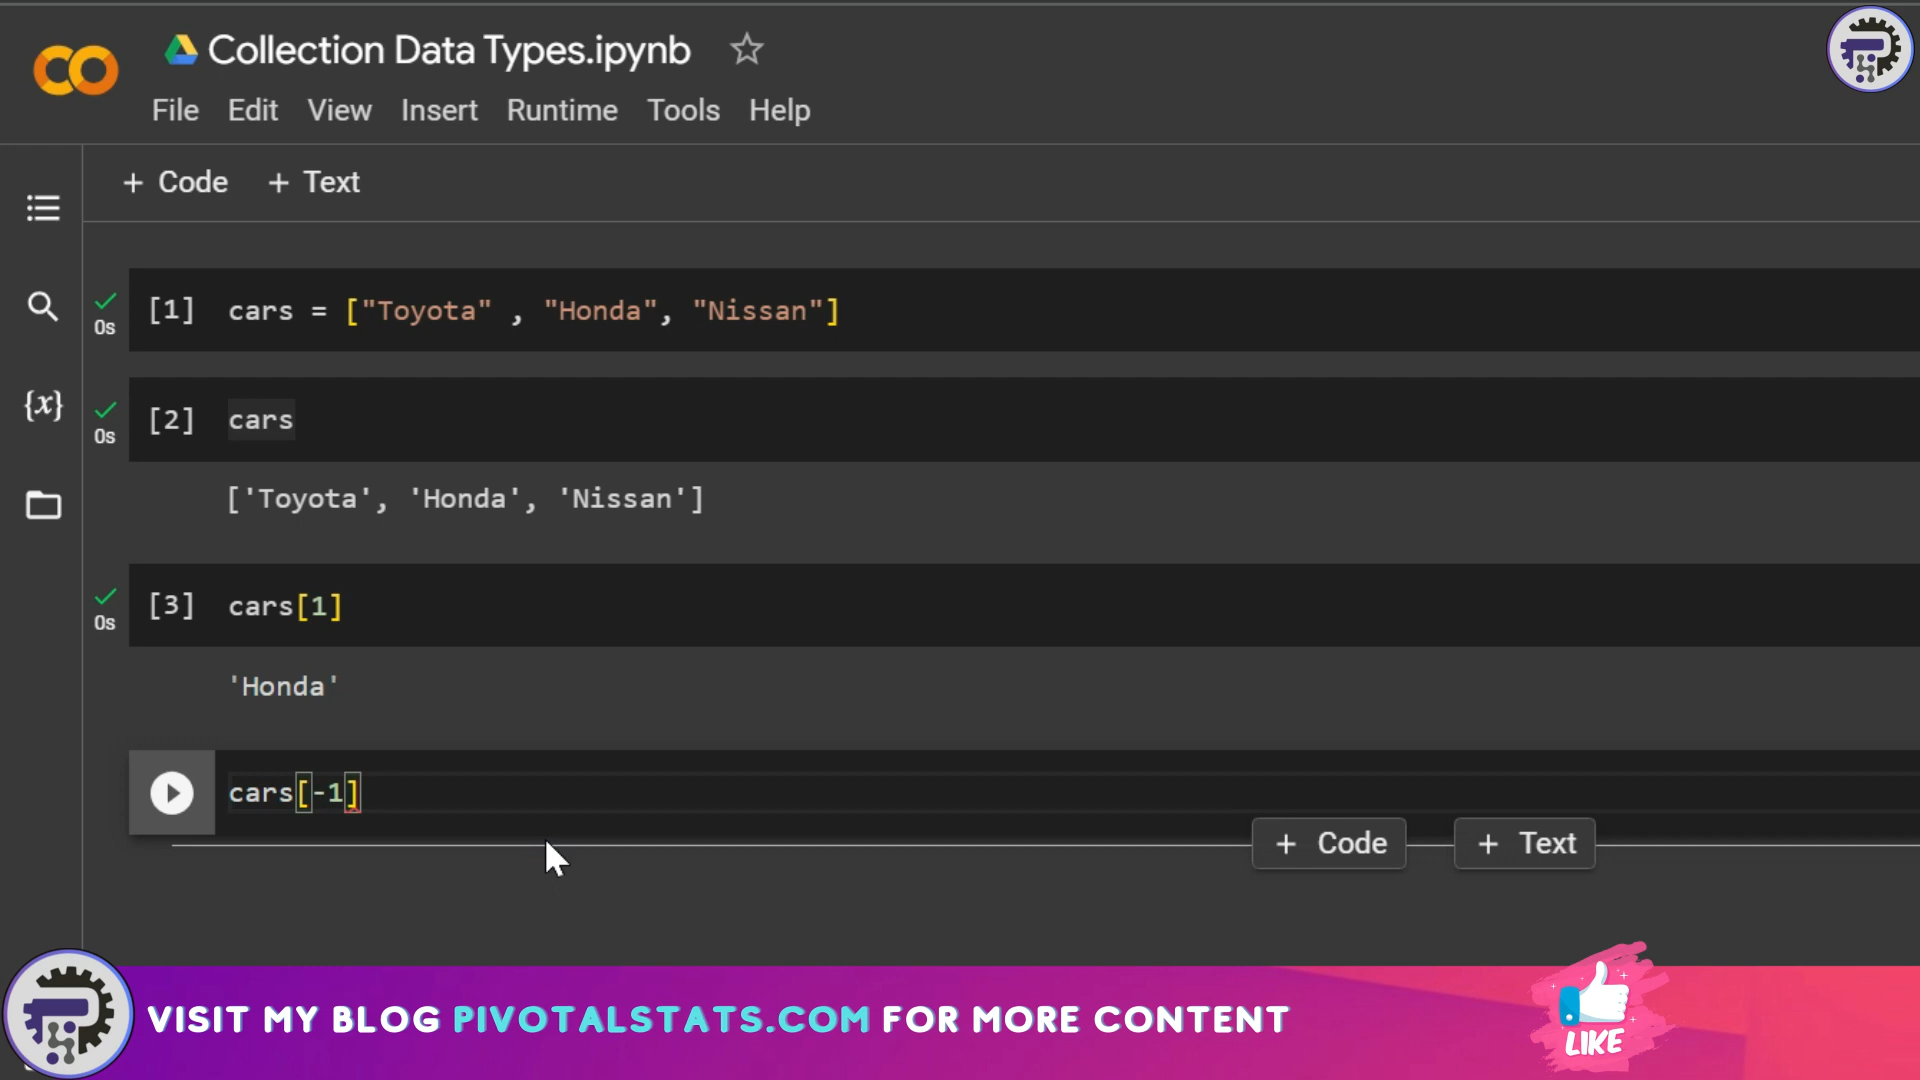 Collection Data Types.ipynb
File Edit View Insert Runtime Tools Help
+ Code + Text
0s [1] cars = ["Toyota" , "Honda", "Nissan"]
{x}
0s [2] cars
['Toyota', 'Honda', 'Nissan']
0s [3] cars[1]
'Honda'
cars[-1]
+ Code + Text
VISIT MY BLOG PIVOTALSTATS.COM FOR MORE CONTENT
LIKE